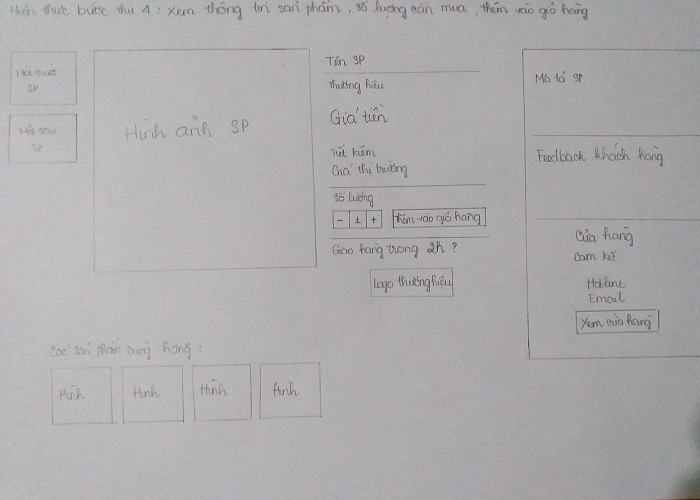 Hiện thực bước thứ 4 : Xem thông tin sản phẩm, số lượng cần mua, thêm vào giỏ hàng
Mặt trước
SP
Mặt sau
SP
Hình ảnh SP
Tên SP
Thương hiệu
Giá tiền
Tiết kiệm
Giá thị trường
Số lượng
- 1 + Thêm vào giỏ hàng
Giao hàng trong 2h ?
Logo thương hiệu
Mô tả SP
Feedback khách hàng
Cửa hàng
Cam kết
Hotline
Email
Xem cửa hàng
Các sản phẩm cùng hãng :
Hình Hình Hình Hình